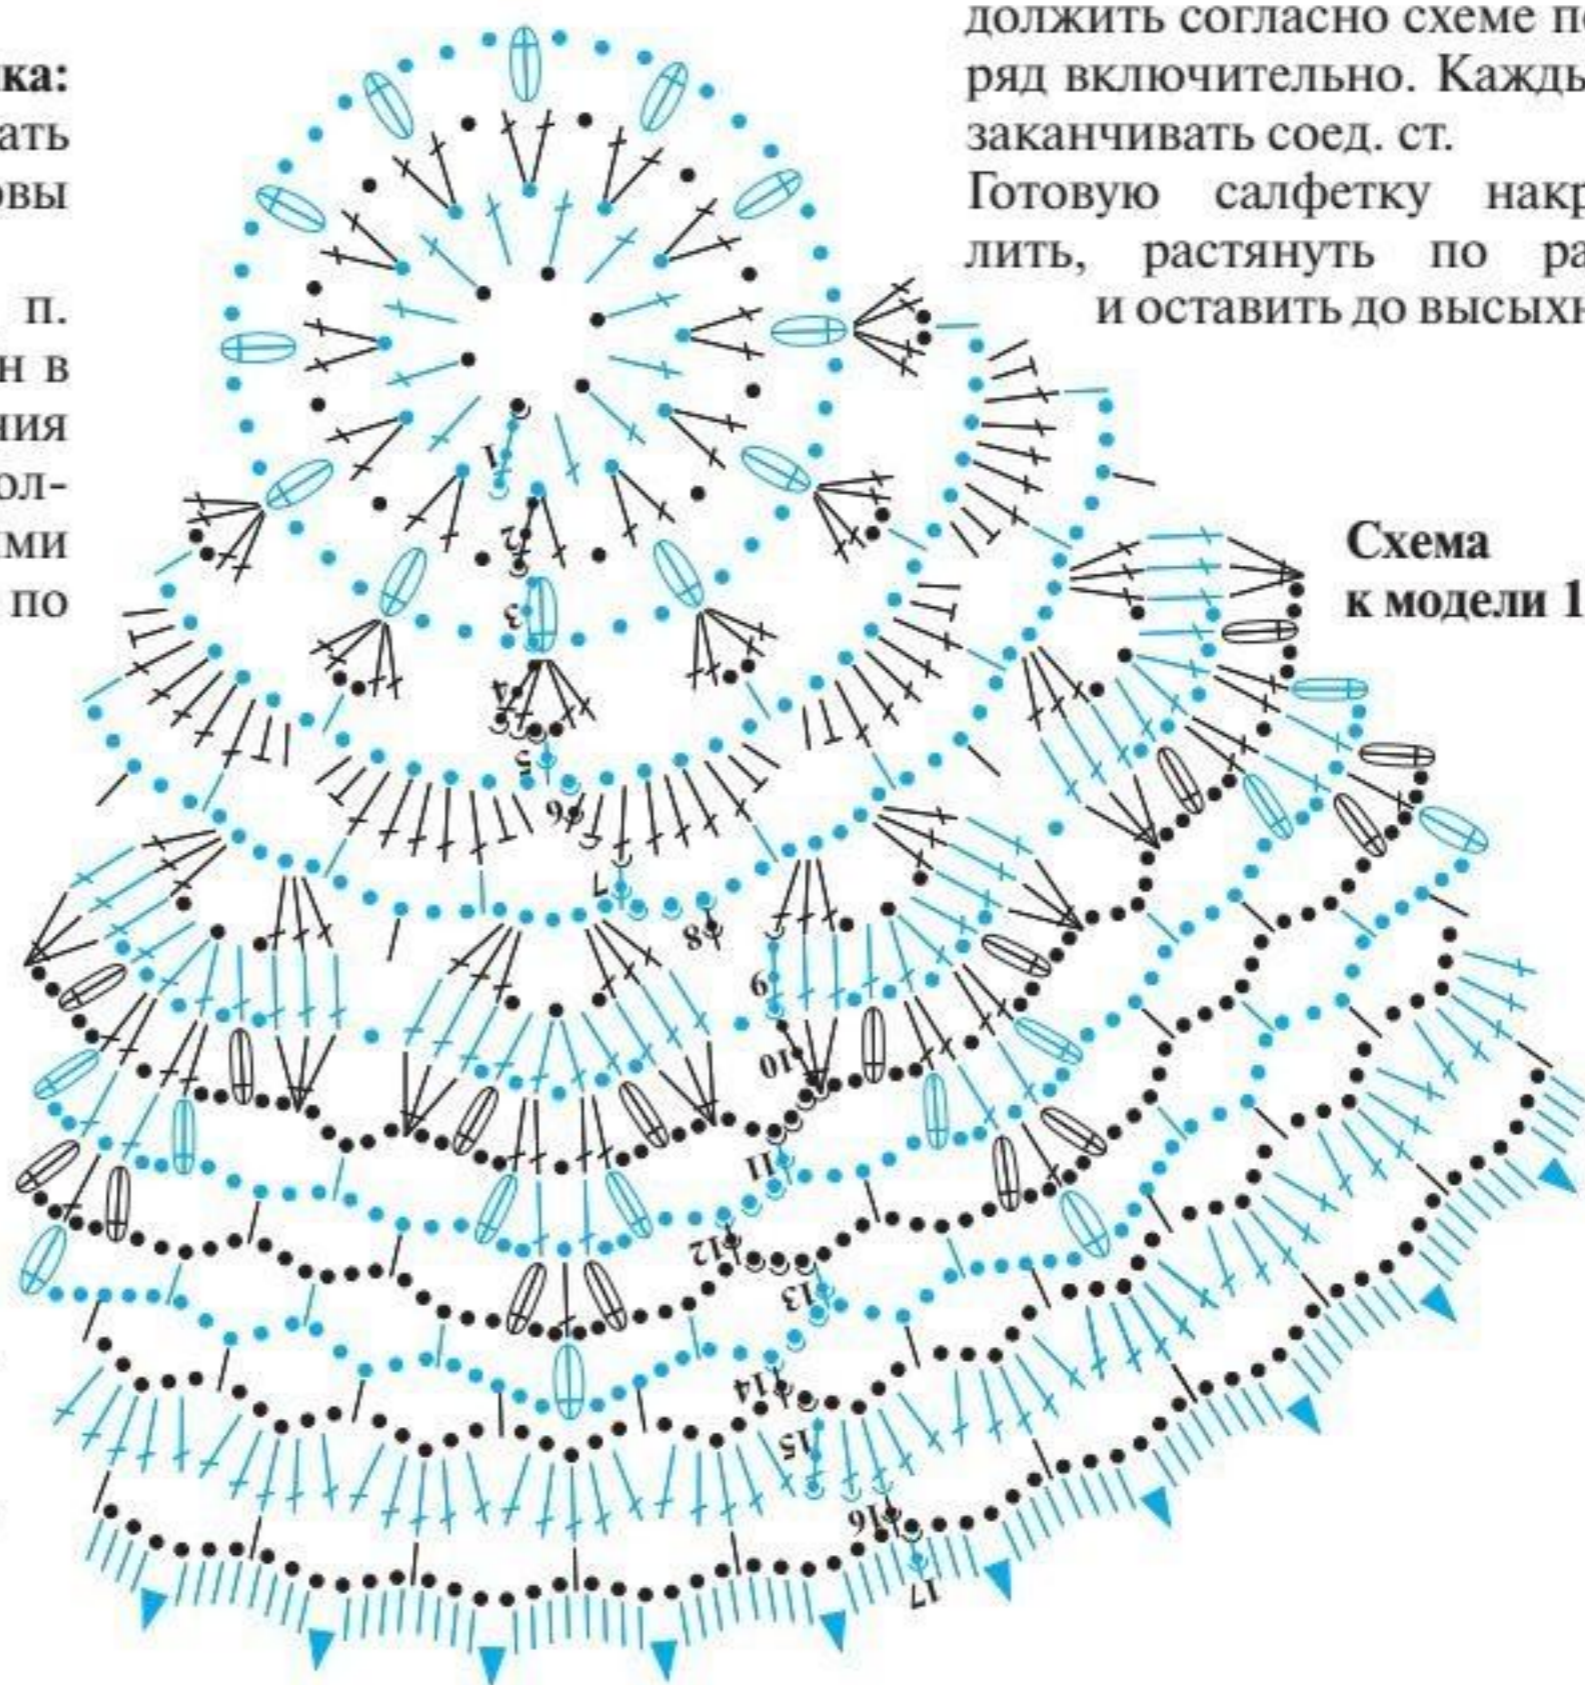 ка:
ать
овы
п.
н в
ния
ол-
ми
по
должить согласно схеме по
ряд включительно. Кажды
заканчивать соед. ст.
Готовую салфетку накр
лить, растянуть по ра
и оставить до высыхн
Схема
к модели 1
1
2
3
4
5
6
7
8
9
10
11
12
13
14
15
16
17